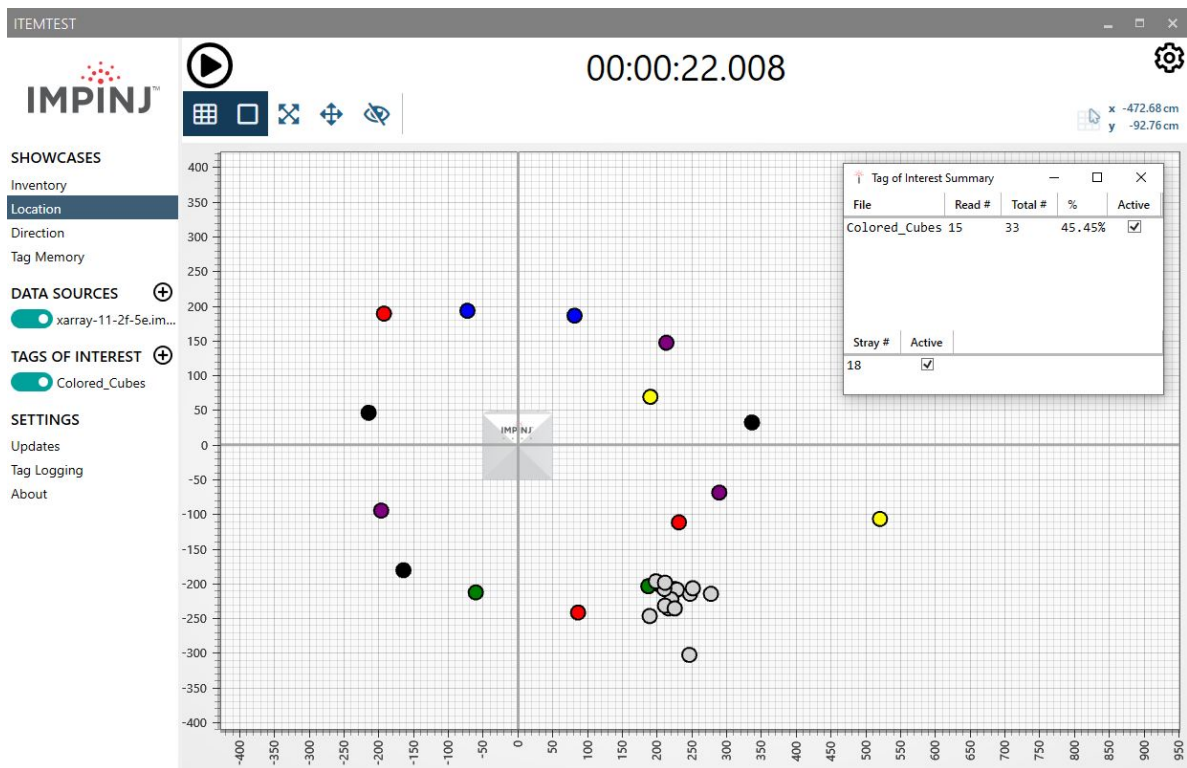 ITEMTEST
IMPINJ™
00:00:22.008
x -472.68 cm
y -92.76 cm
SHOWCASES
Inventory
Location
Direction
Tag Memory
DATA SOURCES
xarray-11-2f-5e.im...
TAGS OF INTEREST
Colored_Cubes
SETTINGS
Updates
Tag Logging
About
400
350
300
250
200
150
100
50
0
-50
-100
-150
-200
-250
-300
-350
-400
IMPINJ
Tag of Interest Summary
File Read # Total # % Active
Colored_Cubes 15 33 45.45%
Stray # Active
18
-400 -350 -300 -250 -200 -150 -100 -50 0 50 100 150 200 250 300 350 400 450 500 550 600 650 700 750 800 850 900 950